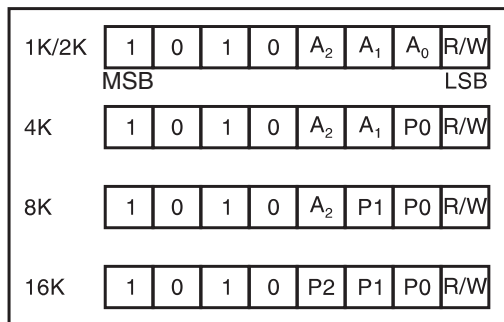 1K/2K 1 0 1 0 A₂ A₁ A₀ R/W
MSB LSB
4K 1 0 1 0 A₂ A₁ P0 R/W
8K 1 0 1 0 A₂ P1 P0 R/W
16K 1 0 1 0 P2 P1 P0 R/W